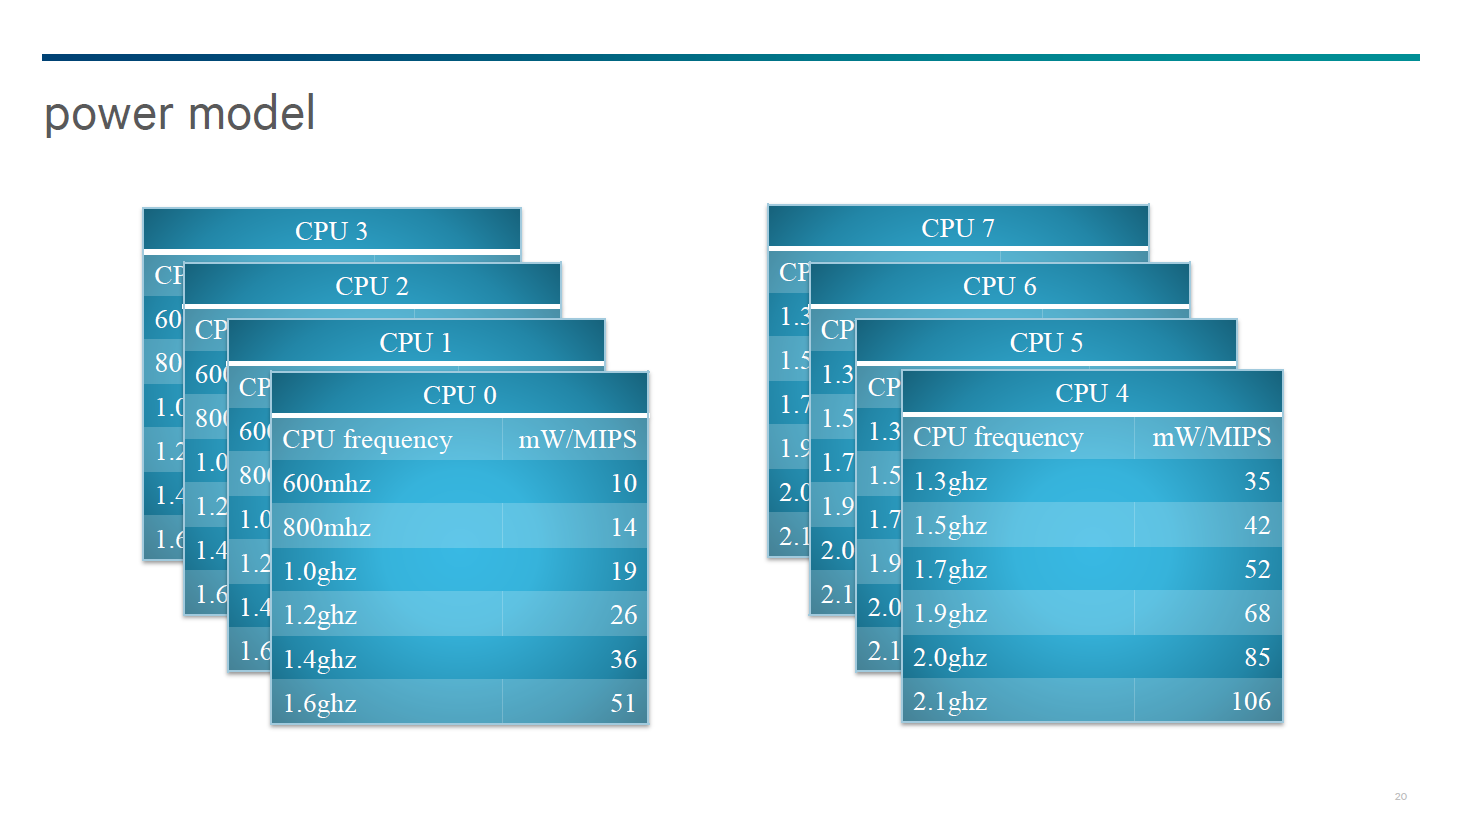 power model
CPU 3
CPU 2
CPU 1
CPU 0
CPU frequency mW/MIPS
600mhz 10
800mhz 14
1.0ghz 19
1.2ghz 26
1.4ghz 36
1.6ghz 51
CPU 7
CPU 6
CPU 5
CPU 4
CPU frequency mW/MIPS
1.3ghz 35
1.5ghz 42
1.7ghz 52
1.9ghz 68
2.0ghz 85
2.1ghz 106
20